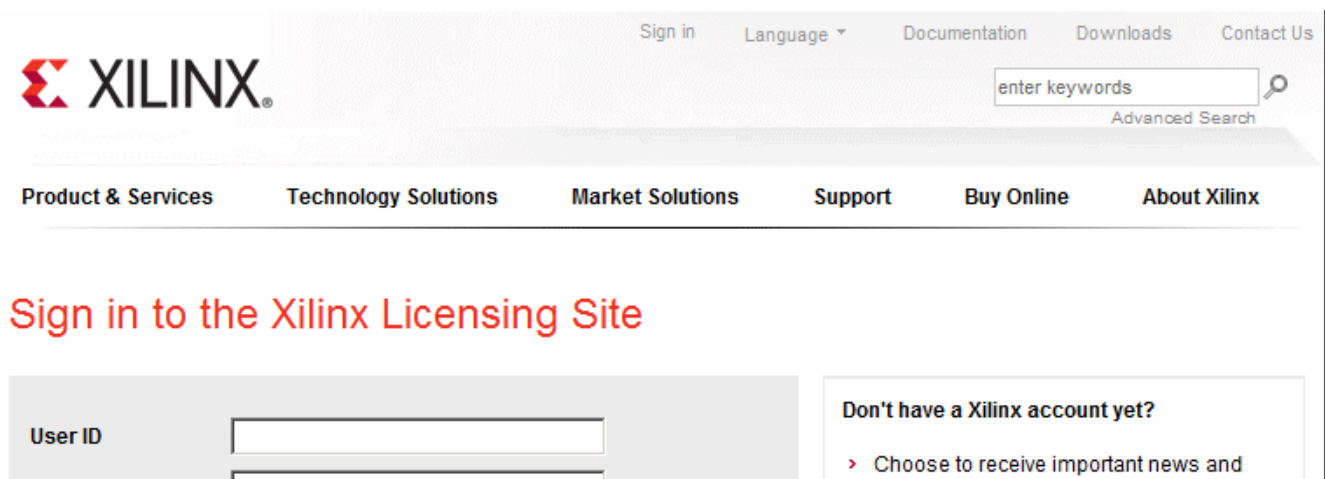 Sign in Language Documentation Downloads Contact Us
XILINX®
enter keywords
Advanced Search
Product & Services Technology Solutions Market Solutions Support Buy Online About Xilinx
Sign in to the Xilinx Licensing Site
User ID
Don't have a Xilinx account yet?
Choose to receive important news and